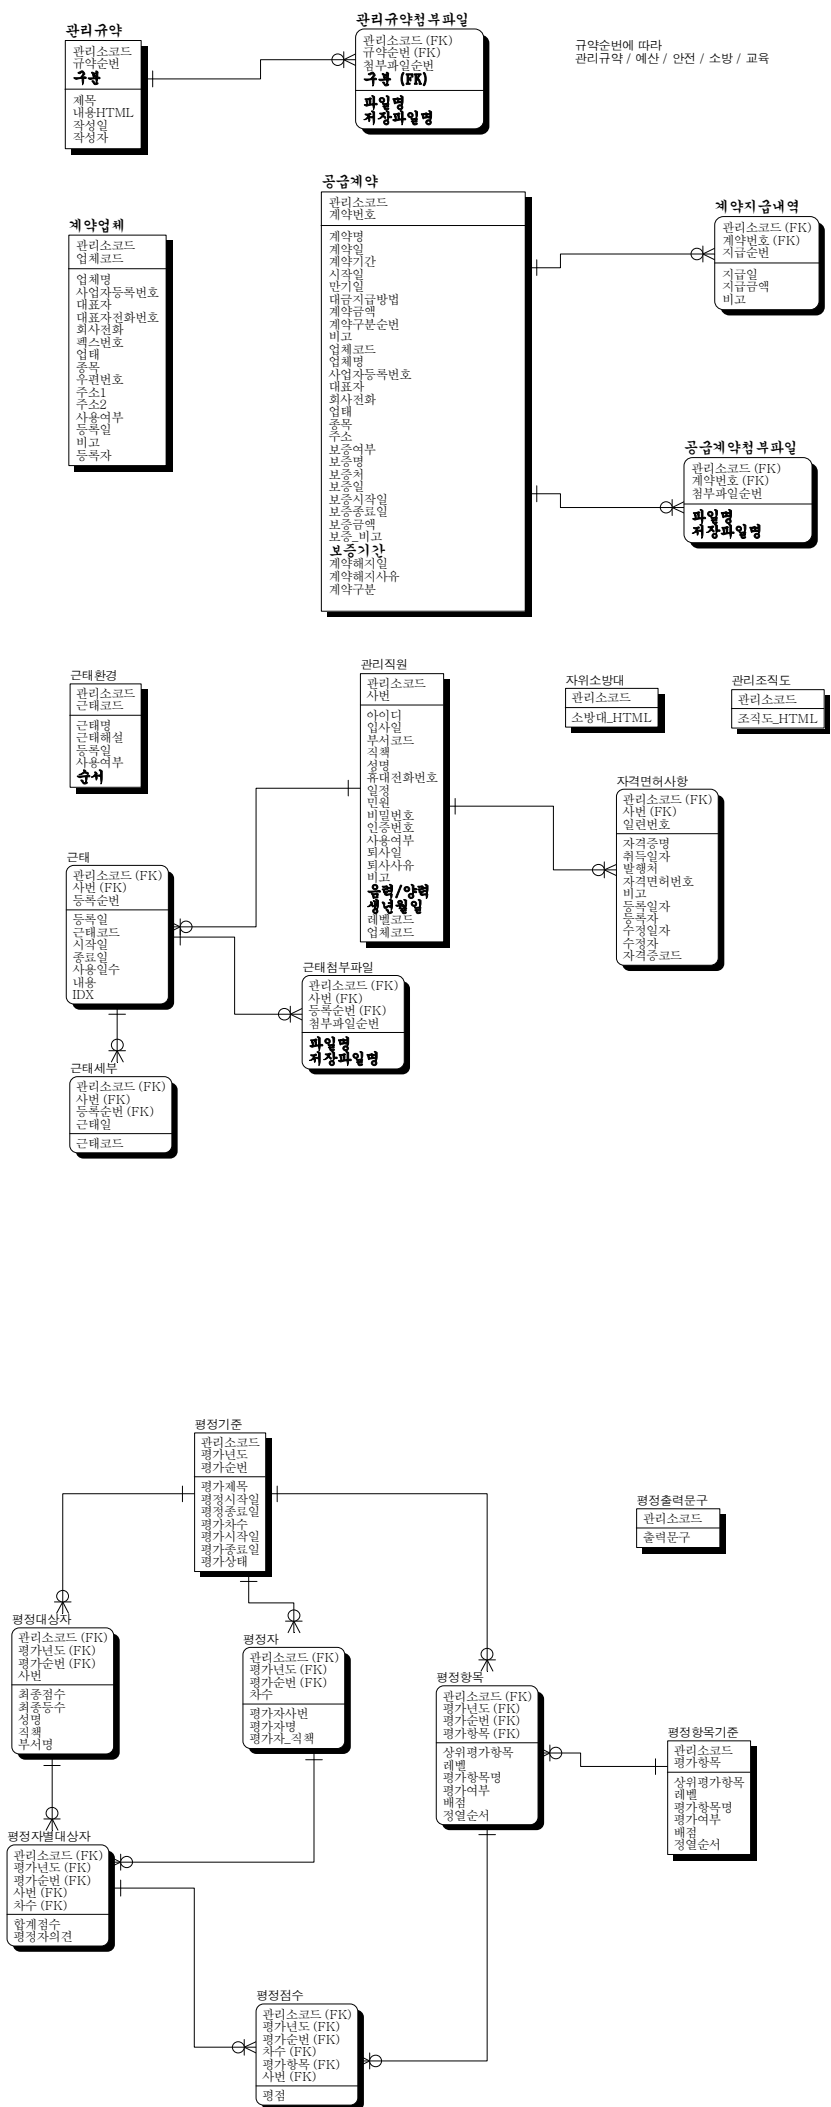 관리규약
관리소코드
규약순번
구분
제목
내용HTML
작성일
작성자
관리규약첨부파일
관리소코드 (FK)
규약순번 (FK)
첨부파일순번
구분 (FK)
파일명
저장파일명
규약순번에 따라
관리규약 / 예산 / 안전 / 소방 / 교육
계약업체
관리소코드
업체코드
업체명
사업자등록번호
대표자
대표자전화번호
회사전화
팩스번호
업태
종목
우편번호
주소1
주소2
사용여부
등록일
비고
등록자
공급계약
관리소코드
계약번호
계약명
계약일
계약기간
시작일
만기일
대금지급방법
계약금액
계약구분순번
비고
업체코드
업체명
사업자등록번호
대표자
회사전화
업태
종목
주소
보증여부
보증명
보증처
보증일
보증시작일
보증종료일
보증금액
보증_비고
보증기간
계약해지일
계약해지사유
계약구분
계약지급내역
관리소코드 (FK)
계약번호 (FK)
지급순번
지급일
지급금액
비고
공급계약첨부파일
관리소코드 (FK)
계약번호 (FK)
첨부파일순번
파일명
저장파일명
근태환경
관리소코드
근태코드
근태명
근태해설
등록일
사용여부
순서
관리직원
관리소코드
사번
아이디
입사일
부서코드
직책
성명
휴대전화번호
일정
민원
비밀번호
인증번호
사용여부
퇴사일
퇴사사유
비고
음력/양력
생년월일
레벨코드
업체코드
자위소방대
관리소코드
소방대_HTML
관리조직도
관리소코드
조직도_HTML
자격면허사항
관리소코드 (FK)
사번 (FK)
일련번호
자격증명
취득일자
발행처
자격면허번호
비고
등록일자
등록자
수정일자
수정자
자격증코드
근태
관리소코드 (FK)
사번 (FK)
등록순번
등록일
근태코드
시작일
종료일
사용일수
내용
IDX
근태첨부파일
관리소코드 (FK)
사번 (FK)
등록순번 (FK)
첨부파일순번
파일명
저장파일명
근태세부
관리소코드 (FK)
사번 (FK)
등록순번 (FK)
근태일
근태코드
평정기준
관리소코드
평가년도
평가순번
평가제목
평정시작일
평정종료일
평가차수
평가시작일
평가종료일
평가상태
평정출력문구
관리소코드
출력문구
평정대상자
관리소코드 (FK)
평가년도 (FK)
평가순번 (FK)
사번
최종점수
최종등수
성명
직책
부서명
평정자
관리소코드 (FK)
평가년도 (FK)
평가순번 (FK)
차수
평가자사번
평가자명
평가자_직책
평정항목
관리소코드 (FK)
평가년도 (FK)
평가순번 (FK)
평가항목 (FK)
상위평가항목
레벨
평가항목명
평가여부
배점
정열순서
평정항목기준
관리소코드
평가항목
상위평가항목
레벨
평가항목명
평가여부
배점
정열순서
평정자별대상자
관리소코드 (FK)
평가년도 (FK)
평가순번 (FK)
사번 (FK)
차수 (FK)
합계점수
평정자의견
평정점수
관리소코드 (FK)
평가년도 (FK)
평가순번 (FK)
차수 (FK)
평가항목 (FK)
사번 (FK)
평점